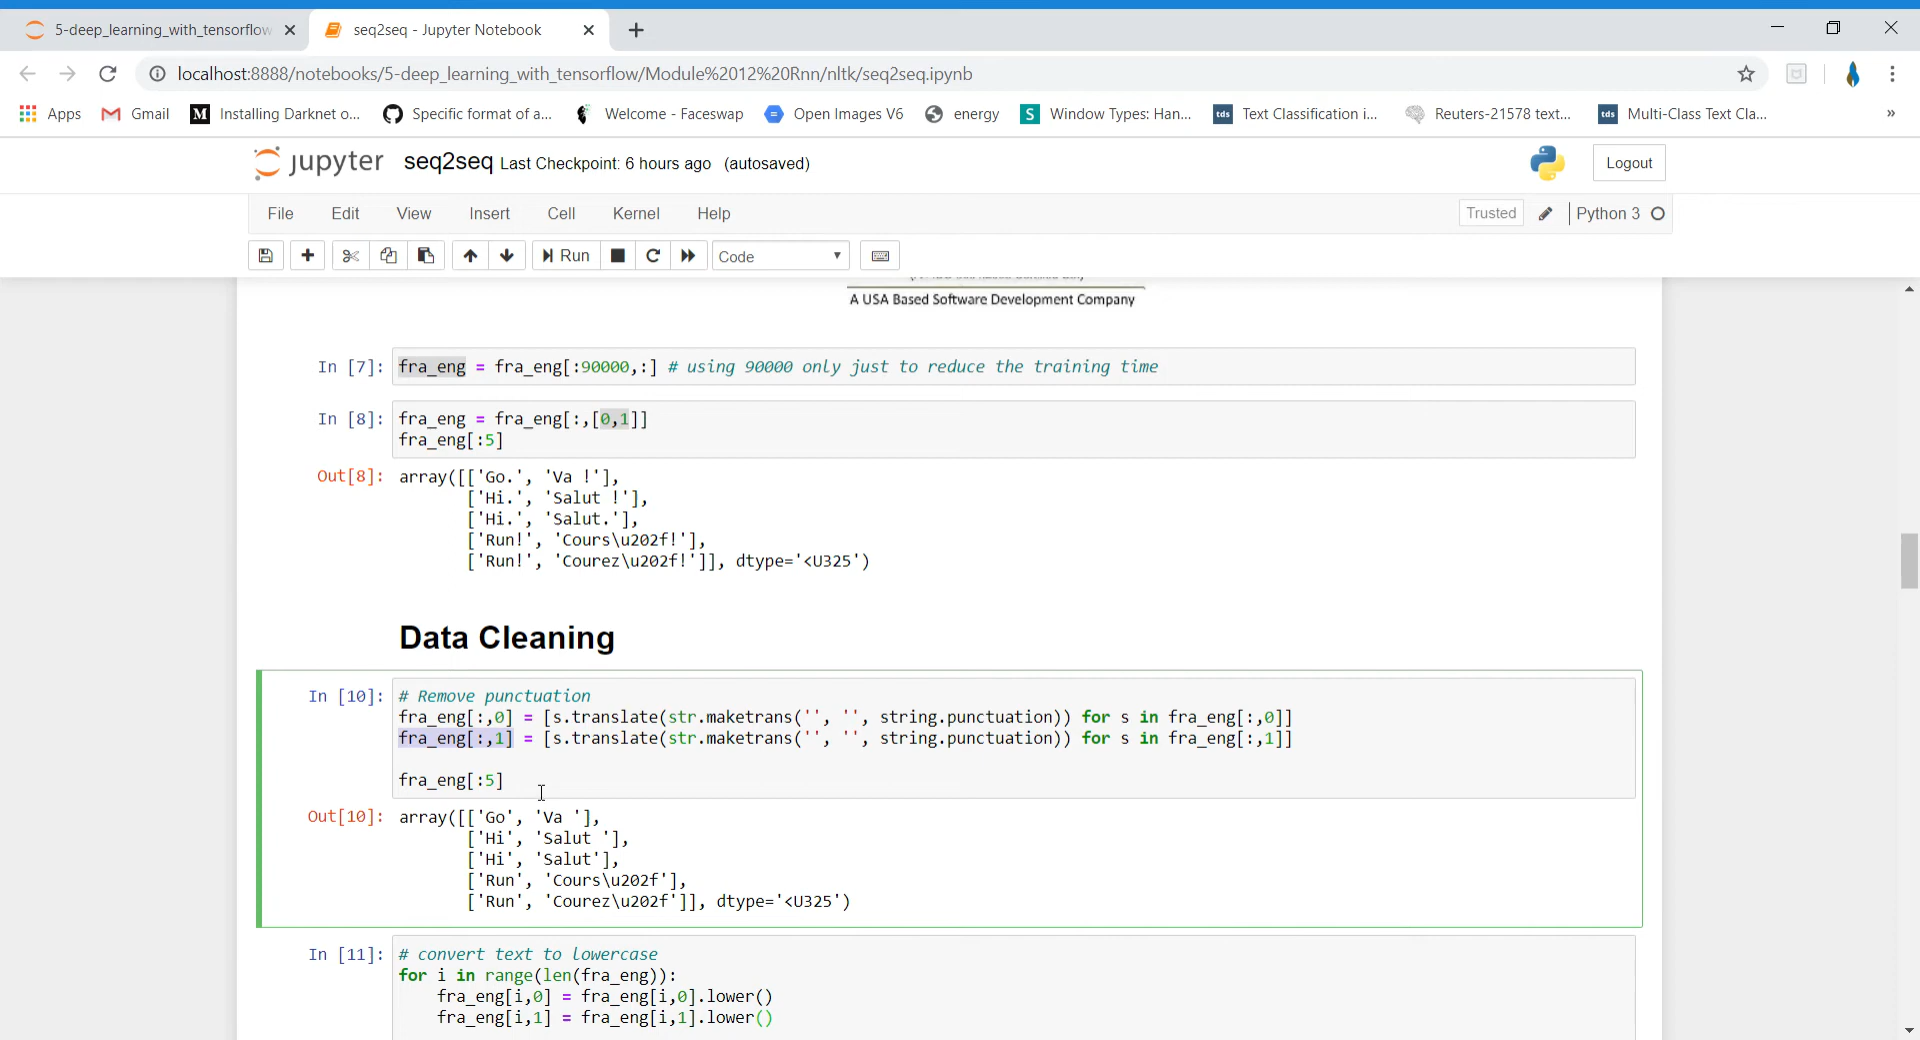 5-deep_learning_with_tensorflow
seq2seq - Jupyter Notebook
localhost:8888/notebooks/5-deep_learning_with_tensorflow/Module%2012%20Rnn/nltk/seq2seq.ipynb
Apps Gmail Installing Darknet o... Specific format of a... Welcome - Faceswap Open Images V6 energy Window Types: Han... Text Classification i... Reuters-21578 text... Multi-Class Text Cla... »
jupyter seq2seq Last Checkpoint: 6 hours ago (autosaved)
Logout
File Edit View Insert Cell Kernel Help
Trusted Python 3
Run Code
A USA Based Software Development Company
In [7]: fra_eng = fra_eng[:90000,:] # using 90000 only just to reduce the training time
In [8]: fra_eng = fra_eng[:,[0,1]]
fra_eng[:5]
Out[8]: array([['Go.', 'Va !'],
['Hi.', 'Salut !'],
['Hi.', 'Salut.'],
['Run!', 'Cours\u202f!'],
['Run!', 'Courez\u202f!']], dtype='<U325')
Data Cleaning
In [10]: # Remove punctuation
fra_eng[:,0] = [s.translate(str.maketrans('', '', string.punctuation)) for s in fra_eng[:,0]]
fra_eng[:,1] = [s.translate(str.maketrans('', '', string.punctuation)) for s in fra_eng[:,1]]
fra_eng[:5]
Out[10]: array([['Go', 'Va '],
['Hi', 'Salut '],
['Hi', 'Salut'],
['Run', 'Cours\u202f'],
['Run', 'Courez\u202f']], dtype='<U325')
In [11]: # convert text to lowercase
for i in range(len(fra_eng)):
fra_eng[i,0] = fra_eng[i,0].lower()
fra_eng[i,1] = fra_eng[i,1].lower()